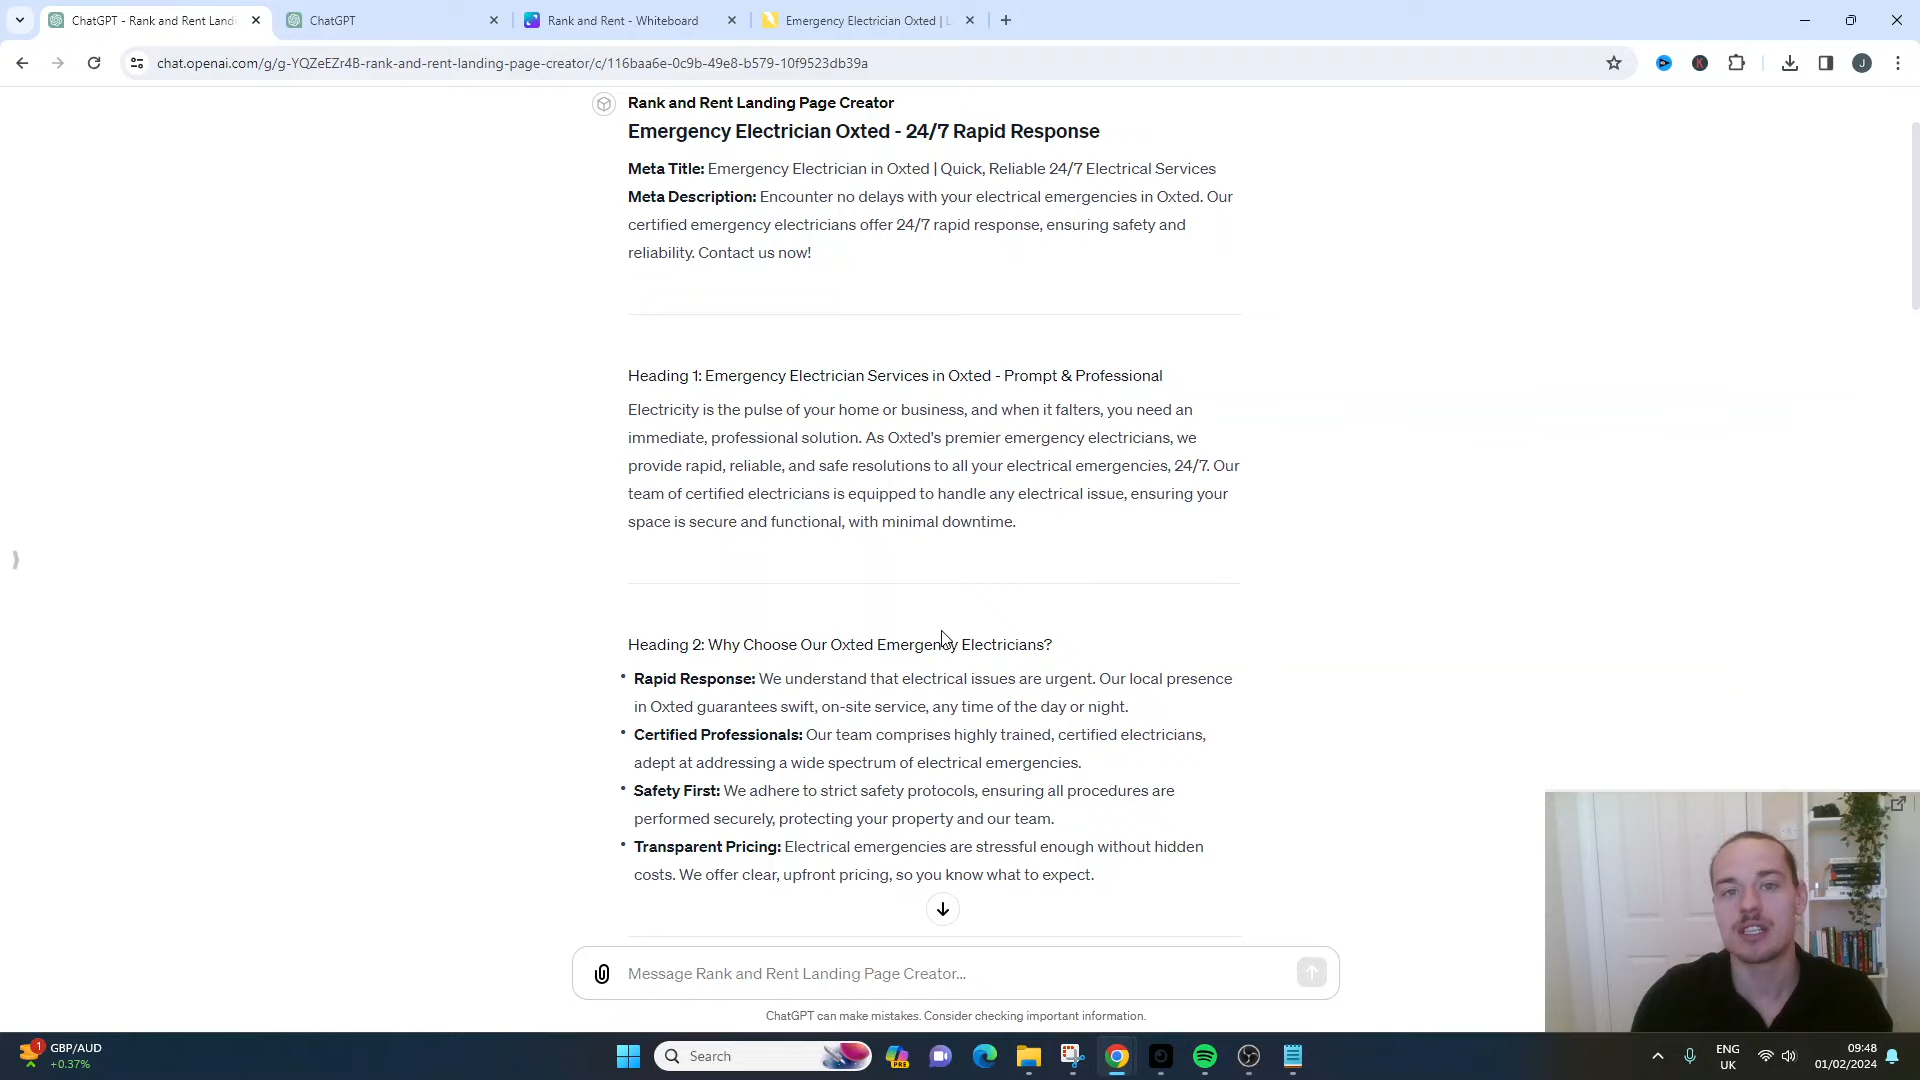 ChatGPT - Rank and Rent Landi
ChatGPT
Rank and Rent - Whiteboard
Emergency Electrician Oxted | L
chat.openai.com/g/g-YQZeEZr4B-rank-and-rent-landing-page-creator/c/116baa6e-0c9b-49e8-b579-10f9523db39a
K
J
Rank and Rent Landing Page Creator
Emergency Electrician Oxted - 24/7 Rapid Response
Meta Title: Emergency Electrician in Oxted | Quick, Reliable 24/7 Electrical Services
Meta Description: Encounter no delays with your electrical emergencies in Oxted. Our
certified emergency electricians offer 24/7 rapid response, ensuring safety and
reliability. Contact us now!
Heading 1: Emergency Electrician Services in Oxted - Prompt & Professional
Electricity is the pulse of your home or business, and when it falters, you need an
immediate, professional solution. As Oxted's premier emergency electricians, we
provide rapid, reliable, and safe resolutions to all your electrical emergencies, 24/7. Our
team of certified electricians is equipped to handle any electrical issue, ensuring your
space is secure and functional, with minimal downtime.
Heading 2: Why Choose Our Oxted Emergency Electricians?
• Rapid Response: We understand that electrical issues are urgent. Our local presence
in Oxted guarantees swift, on-site service, any time of the day or night.
• Certified Professionals: Our team comprises highly trained, certified electricians,
adept at addressing a wide spectrum of electrical emergencies.
• Safety First: We adhere to strict safety protocols, ensuring all procedures are
performed securely, protecting your property and our team.
• Transparent Pricing: Electrical emergencies are stressful enough without hidden
costs. We offer clear, upfront pricing, so you know what to expect.
Message Rank and Rent Landing Page Creator...
ChatGPT can make mistakes. Consider checking important information.
1
GBP/AUD
+0.37%
Search
PRE
ENG
UK
09:48
01/02/2024